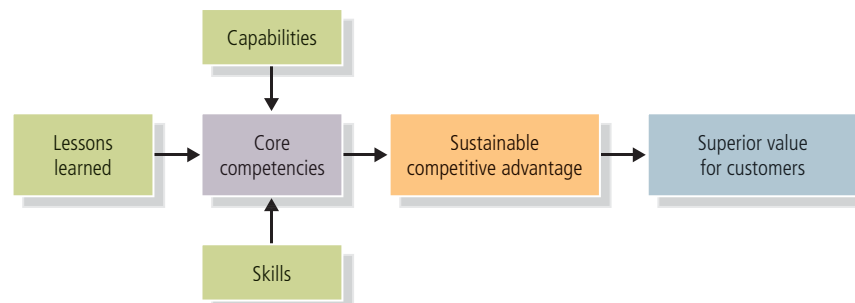 Capabilities
Lessons
learned
Core
competencies
Sustainable
competitive advantage
Superior value
for customers
Skills